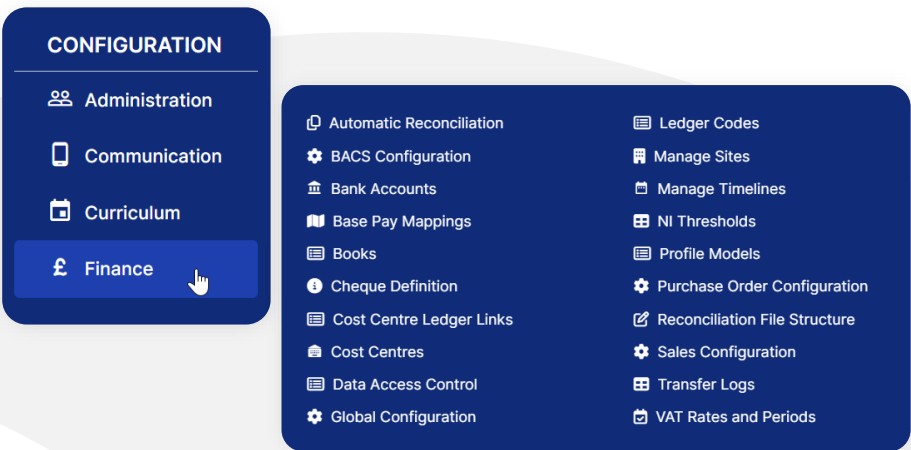 CONFIGURATION
Administration
Communication
Curriculum
£ Finance
Automatic Reconciliation
BACS Configuration
Bank Accounts
Base Pay Mappings
Books
Cheque Definition
Cost Centre Ledger Links
Cost Centres
Data Access Control
Global Configuration
Ledger Codes
Manage Sites
Manage Timelines
NI Thresholds
Profile Models
Purchase Order Configuration
Reconciliation File Structure
Sales Configuration
Transfer Logs
VAT Rates and Periods